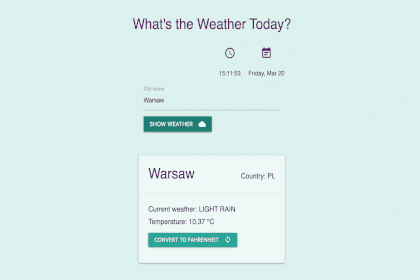 What's the Weather Today?
15:11:53 Friday, Mar 20
City name
Warsaw
SHOW WEATHER
Warsaw Country: PL
Current weather: LIGHT RAIN
Temperature: 10.37 °C
CONVERT TO FAHRENHEIT